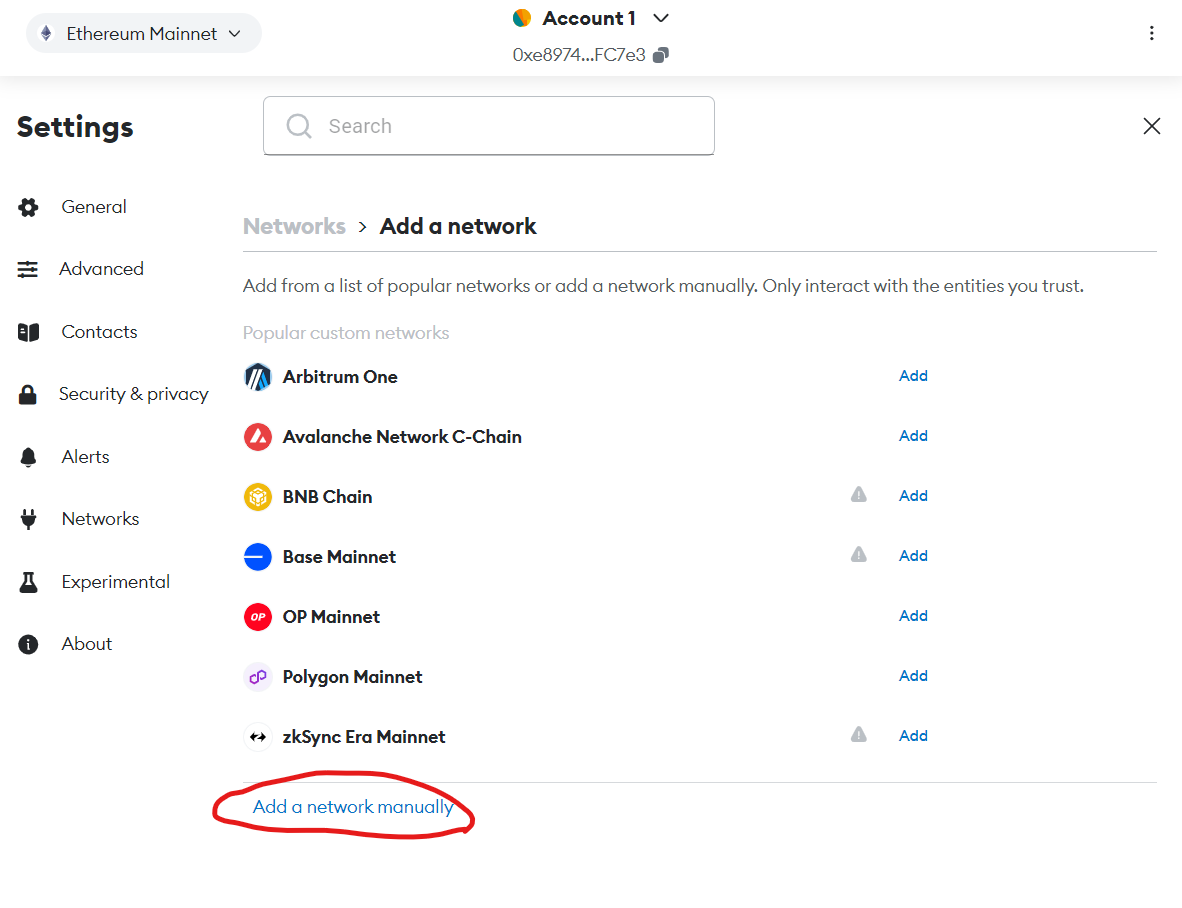 Ethereum Mainnet
Account 1
0xe8974...FC7e3
Settings
Search
General
Advanced
Contacts
Security & privacy
Alerts
Networks
Experimental
About
Networks > Add a network
Add from a list of popular networks or add a network manually. Only interact with the entities you trust.
Popular custom networks
Arbitrum One Add
Avalanche Network C-Chain Add
BNB Chain Add
Base Mainnet Add
OP OP Mainnet Add
Polygon Mainnet Add
zkSync Era Mainnet Add
Add a network manually